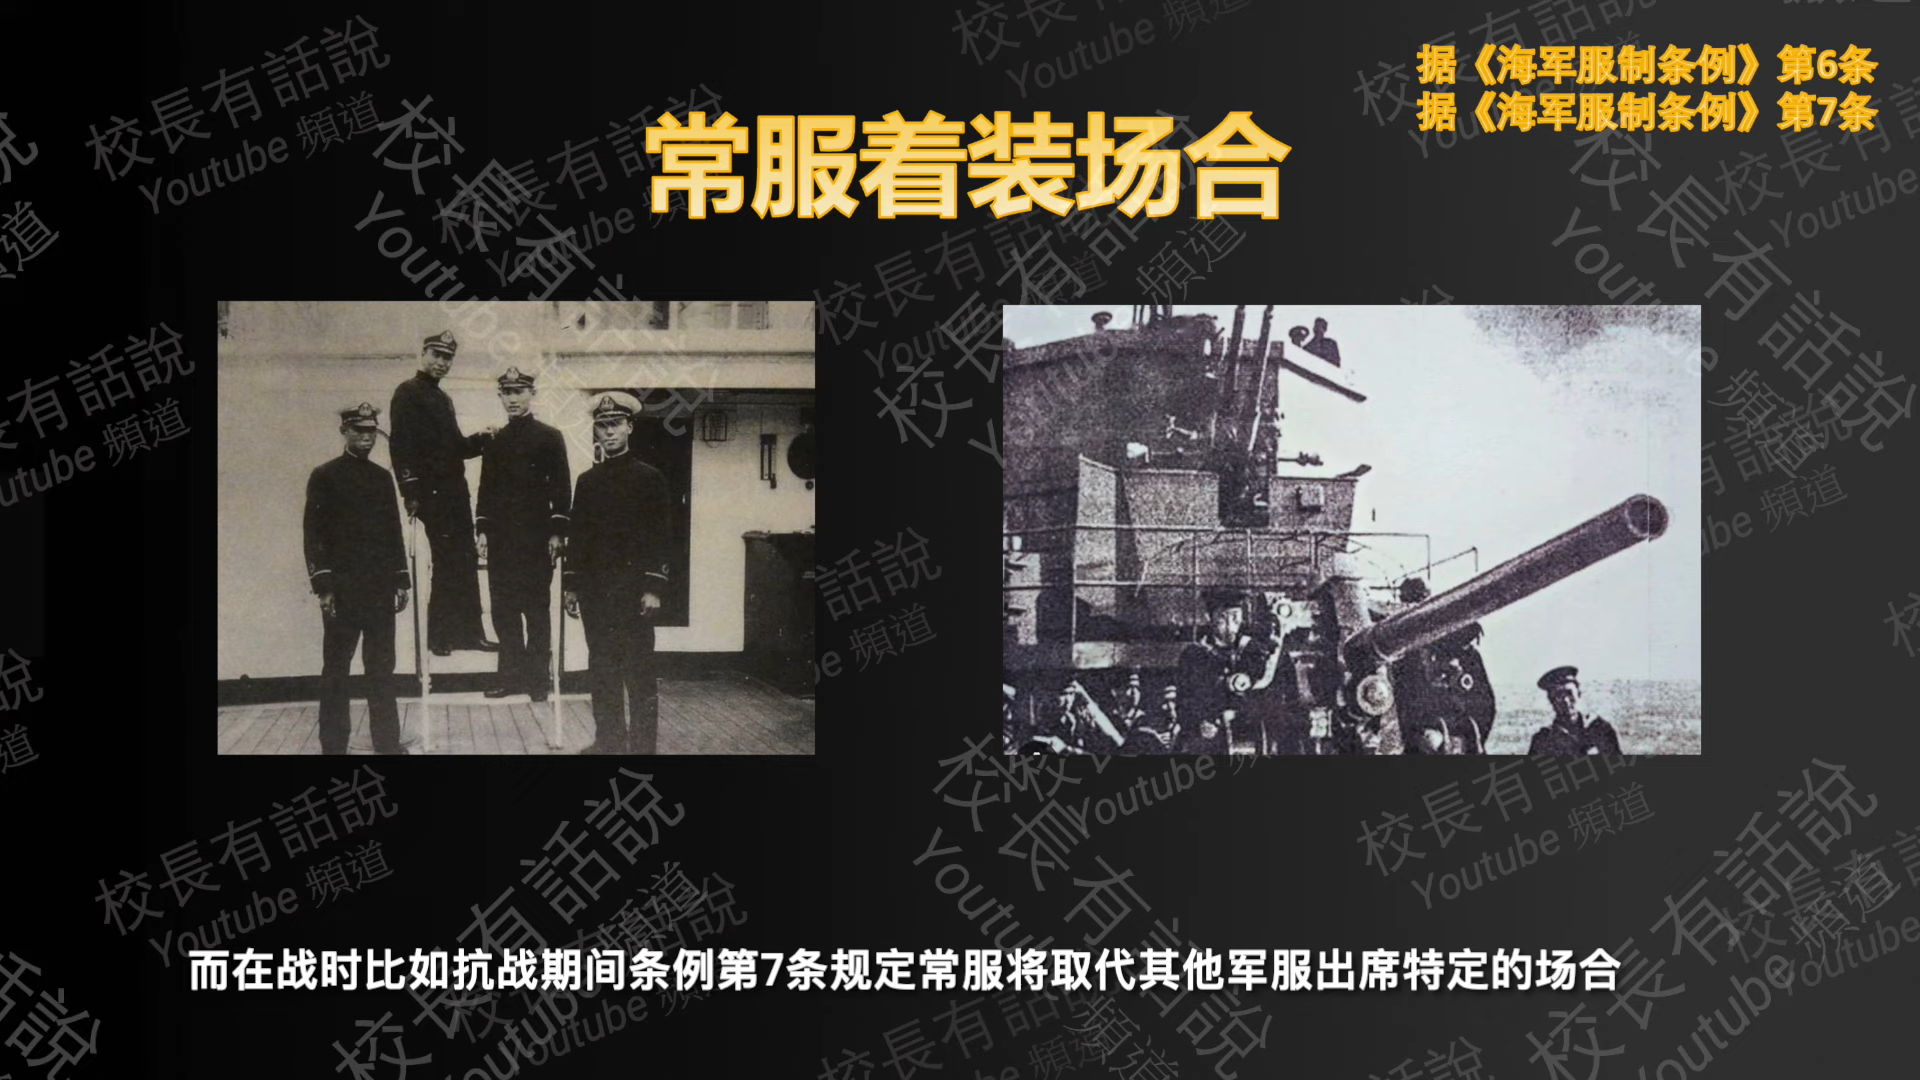 据《海军服制条例》第6条
据《海军服制条例》第7条
常服着装场合
而在战时比如抗战期间条例第7条规定常服将取代其他军服出席特定的场合
校長有話說
Youtube 頻道